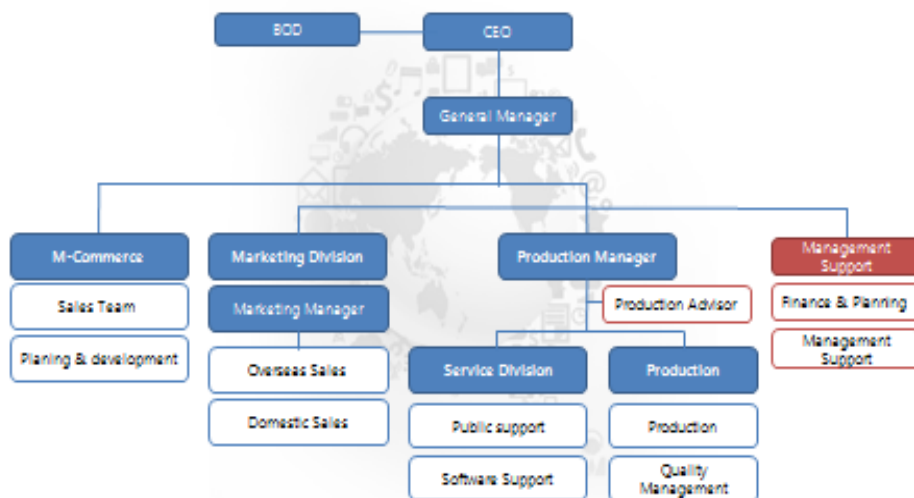 BOD
CEO
General Manager
M-Commerce
Marketing Division
Production Manager
Management
Support
Sales Team
Marketing Manager
Production Advisor
Finance & Planning
Planing & development
Management
Support
Overseas Sales
Service Division
Production
Domestic Sales
Public support
Production
Software Support
Quality
Management